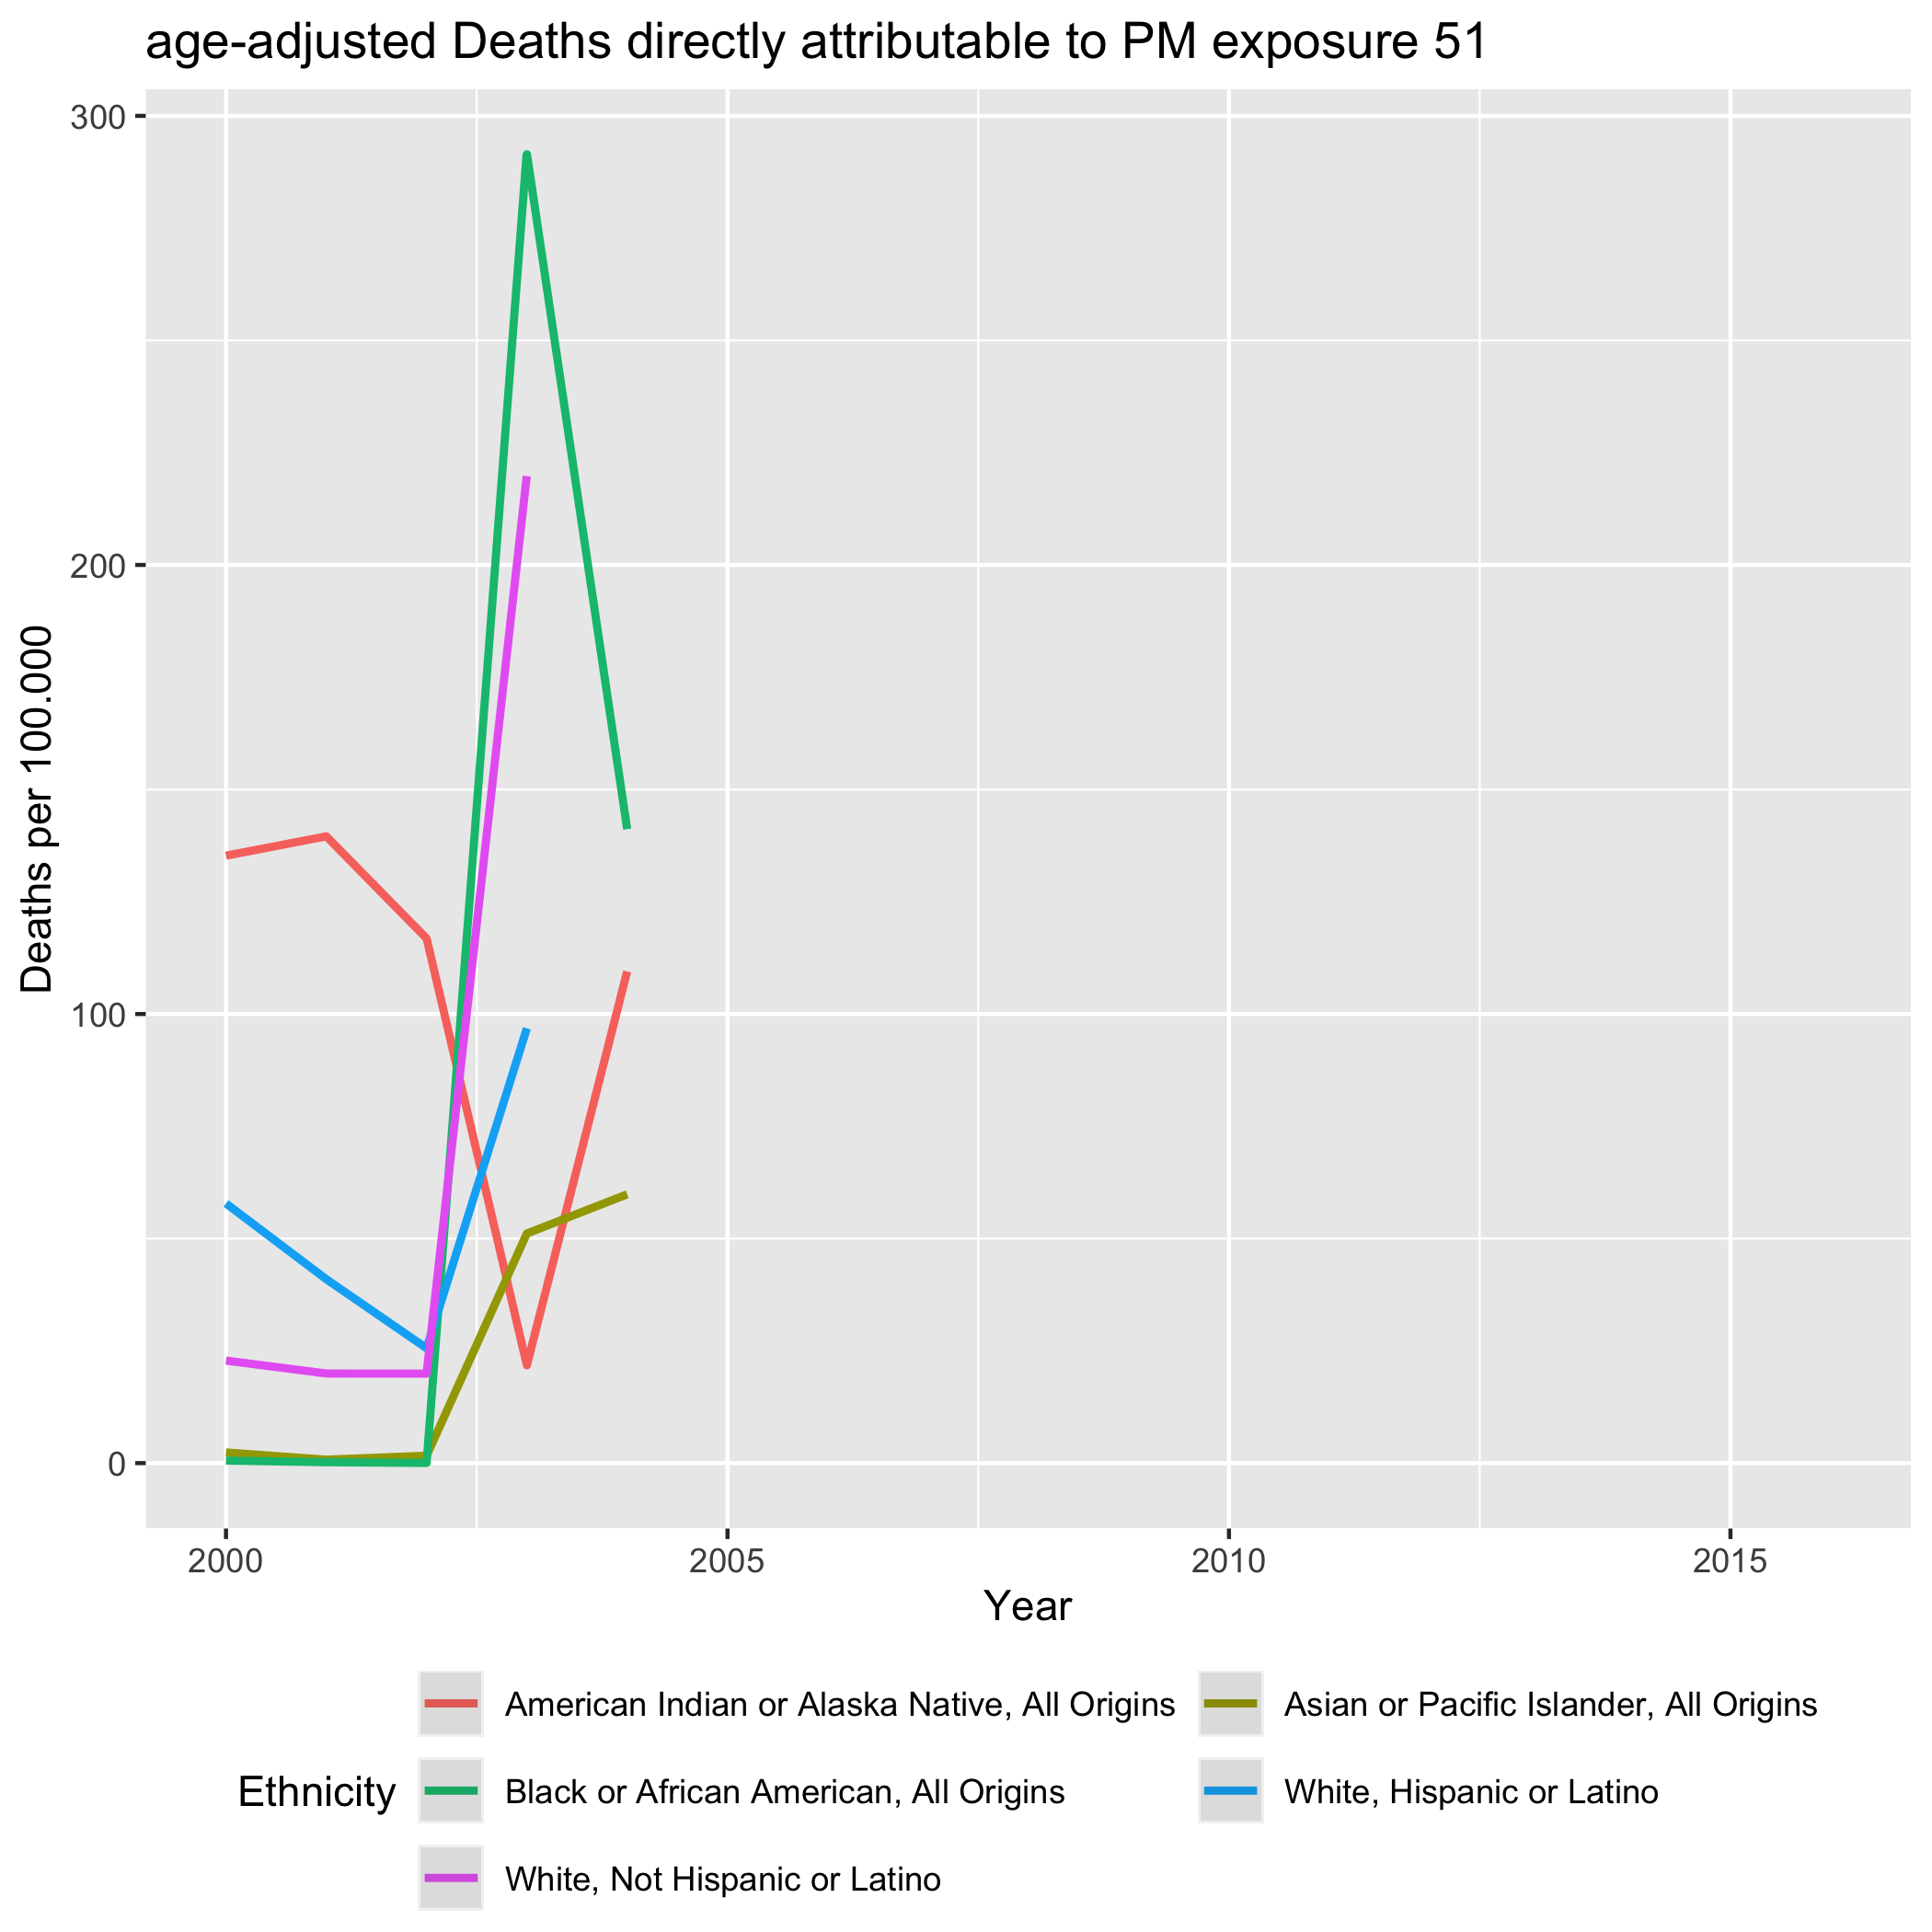 age-adjusted Deaths directly attributable to PM exposure 51
300
200
100
0
Deaths per 100.000
2000 2005 2010 2015
Year
Ethnicity
American Indian or Alaska Native, All Origins
Asian or Pacific Islander, All Origins
Black or African American, All Origins
White, Hispanic or Latino
White, Not Hispanic or Latino